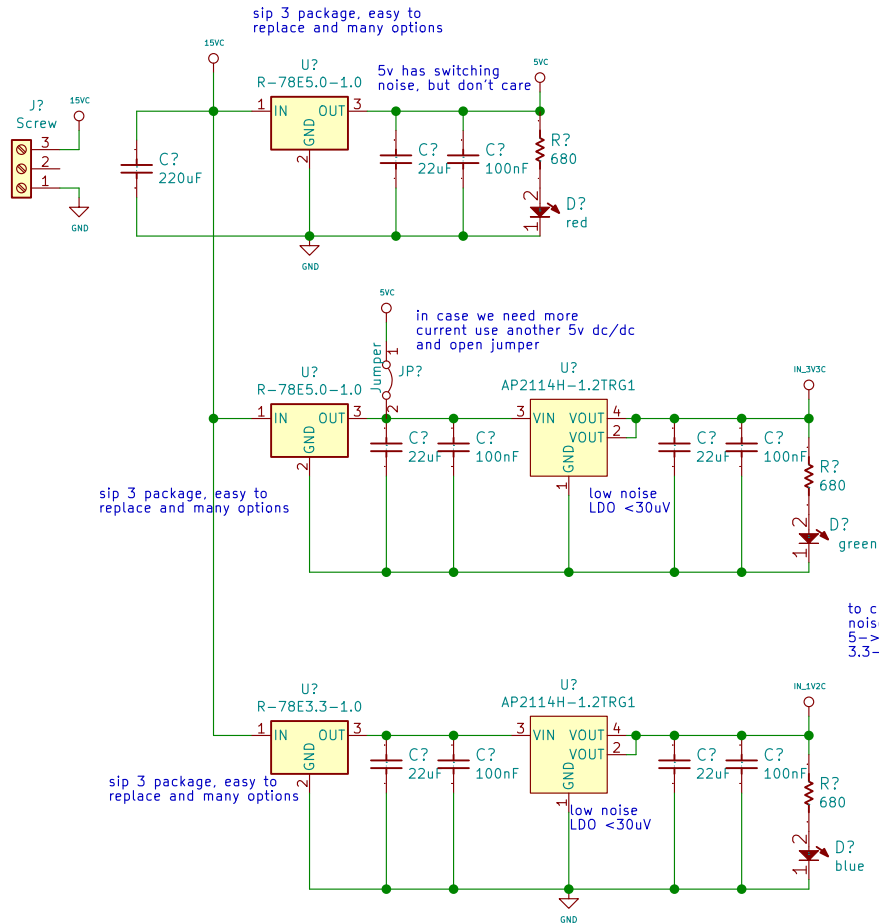 sip 3 package, easy to
replace and many options
15VC
U?
R-78E5.0-1.0
5v has switching
noise, but don't care
5VC
J?
Screw
15VC
3
2
1
1 IN OUT 3
GND
2
C?
220uF
C?
22uF
C?
100nF
R?
680
2
D?
red
1
GND
GND
5VC
in case we need more
current use another 5v dc/dc
and open jumper
Jumper
1
JP?
2
U?
R-78E5.0-1.0
U?
AP2114H-1.2TRG1
IN_3V3C
1 IN OUT 3
GND
2
3 VIN VOUT 4
VOUT 2
GND
1
C?
22uF
C?
100nF
C?
22uF
C?
100nF
R?
680
sip 3 package, easy to
replace and many options
low noise
LDO <30uV
2
D?
green
1
to c
nois
5->
3.3-
U?
R-78E3.3-1.0
U?
AP2114H-1.2TRG1
IN_1V2C
1 IN OUT 3
GND
2
3 VIN VOUT 4
VOUT 2
GND
1
C?
22uF
C?
100nF
C?
22uF
C?
100nF
R?
680
sip 3 package, easy to
replace and many options
low noise
LDO <30uV
2
D?
blue
1
GND